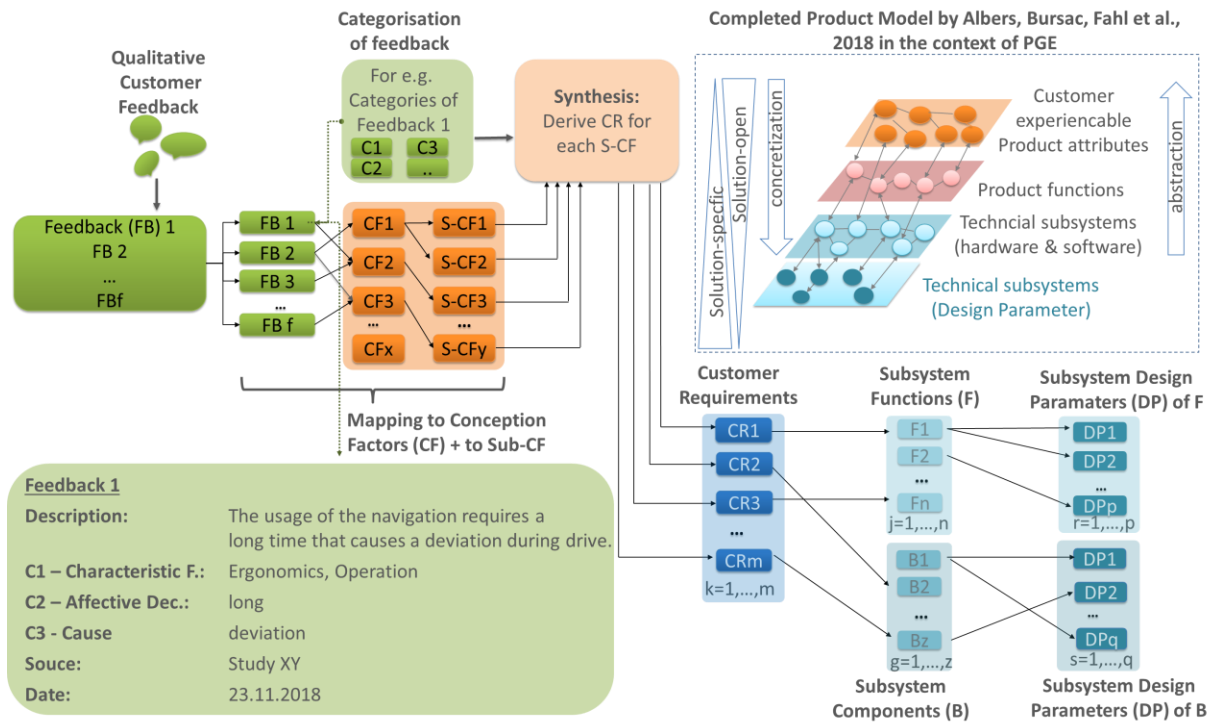 Qualitative
Customer
Feedback
Categorisation
of feedback
For e.g.
Categories of
Feedback 1
C1
C3
C2
..
Synthesis:
Derive CR for
each S-CF
Completed Product Model by Albers, Bursac, Fahl et al.,
2018 in the context of PGE
Solution-specfic
Solution-open
concretization
abstraction
Customer
experiencable
Product attributes
Product functions
Techncial subsystems
(hardware & software)
Technical subsystems
(Design Parameter)
Feedback (FB) 1
FB 2
...
FBf
FB 1
FB 2
FB 3
...
FB f
CF1
CF2
CF3
...
CFx
S-CF1
S-CF2
S-CF3
...
S-CFy
Mapping to Conception
Factors (CF) + to Sub-CF
Customer
Requirements
CR1
CR2
CR3
...
CRm
k=1,...,m
Subsystem
Functions (F)
F1
F2
...
Fn
j=1,...,n
Subsystem Design
Paramaters (DP) of F
DP1
DP2
...
DPp
r=1,...,p
B1
B2
...
Bz
g=1,...,z
Subsystem
Components (B)
DP1
DP2
...
DPq
s=1,...,q
Subsystem Design
Parameters (DP) of B
Feedback 1
Description: The usage of the navigation requires a
long time that causes a deviation during drive.
C1 – Characteristic F.: Ergonomics, Operation
C2 – Affective Dec.: long
C3 - Cause deviation
Souce: Study XY
Date: 23.11.2018